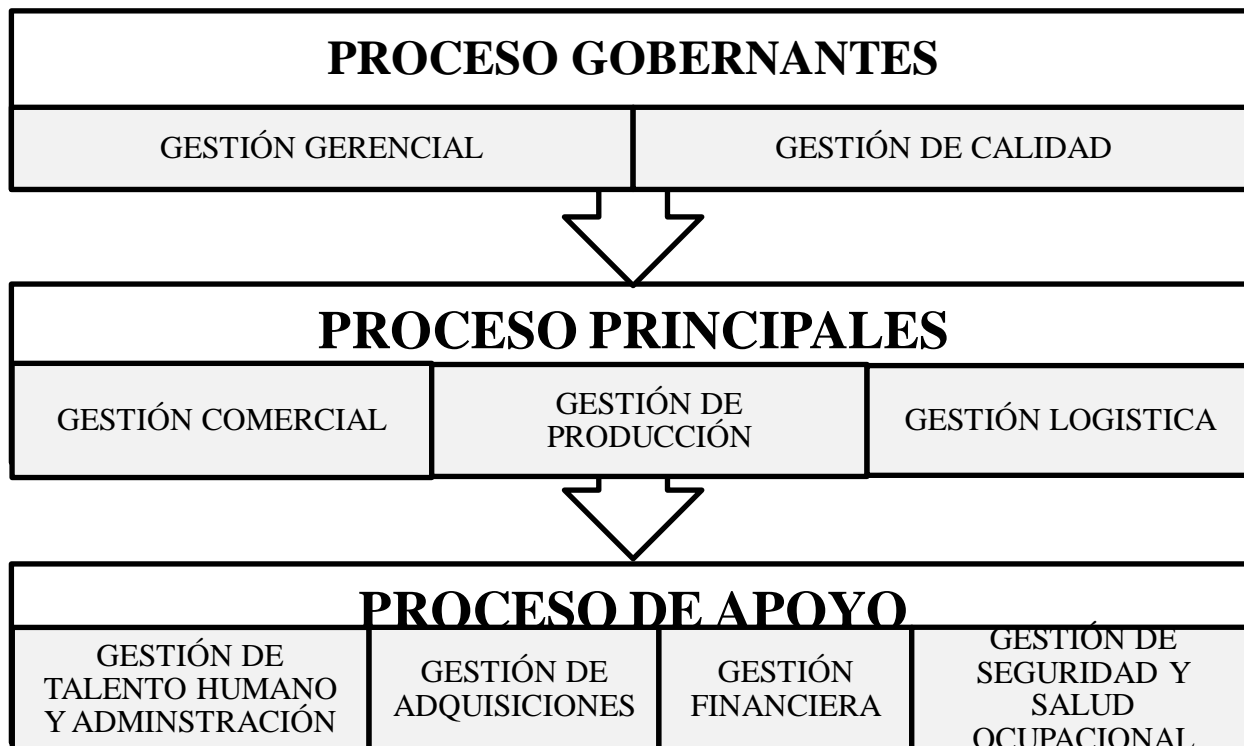 PROCESO GOBERNANTES
GESTIÓN GERENCIAL
GESTIÓN DE CALIDAD
PROCESO PRINCIPALES
GESTIÓN COMERCIAL
GESTIÓN DE
PRODUCCIÓN
GESTIÓN LOGISTICA
PROCESO DE APOYO
GESTIÓN DE
TALENTO HUMANO
Y ADMINSTRACIÓN
GESTIÓN DE
ADQUISICIONES
GESTIÓN
FINANCIERA
GESTIÓN DE
SEGURIDAD Y
SALUD
OCUPACIONAL